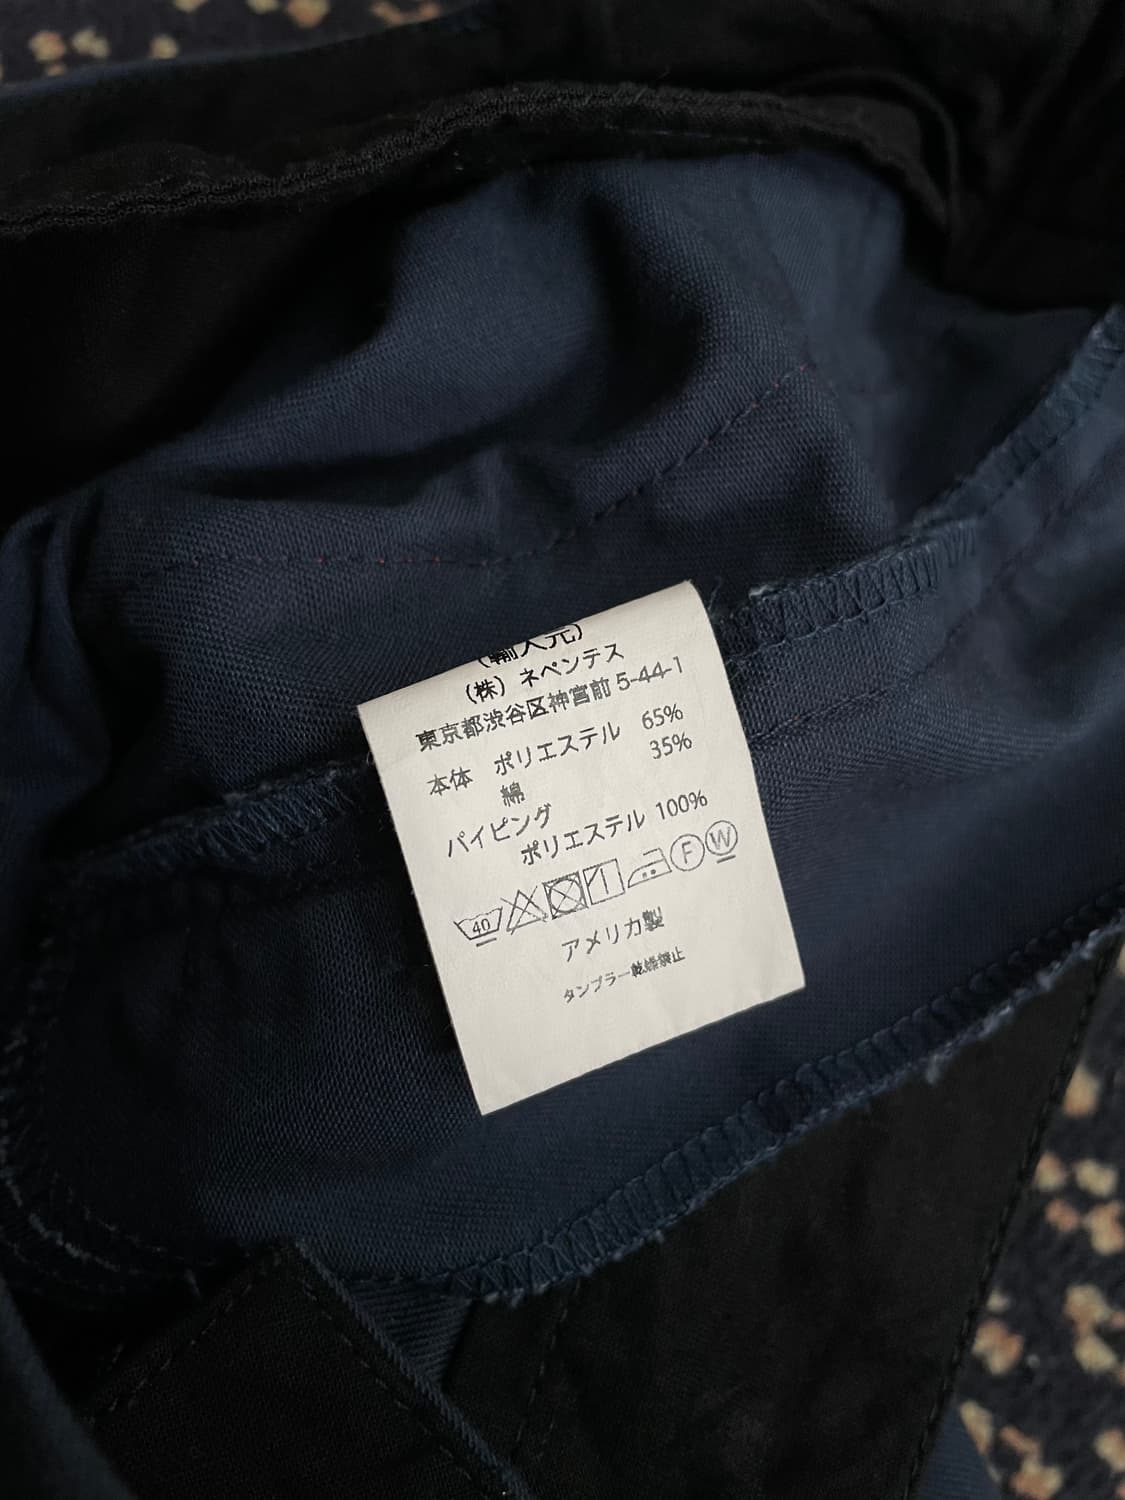 (輸入元)
(株) ネペンテス
東京都渋谷区神宮前 5-44-1
本体 ポリエステル 65%
綿 35%
パイピング
ポリエステル 100%
40 F W
アメリカ製
タンブラー乾燥禁止